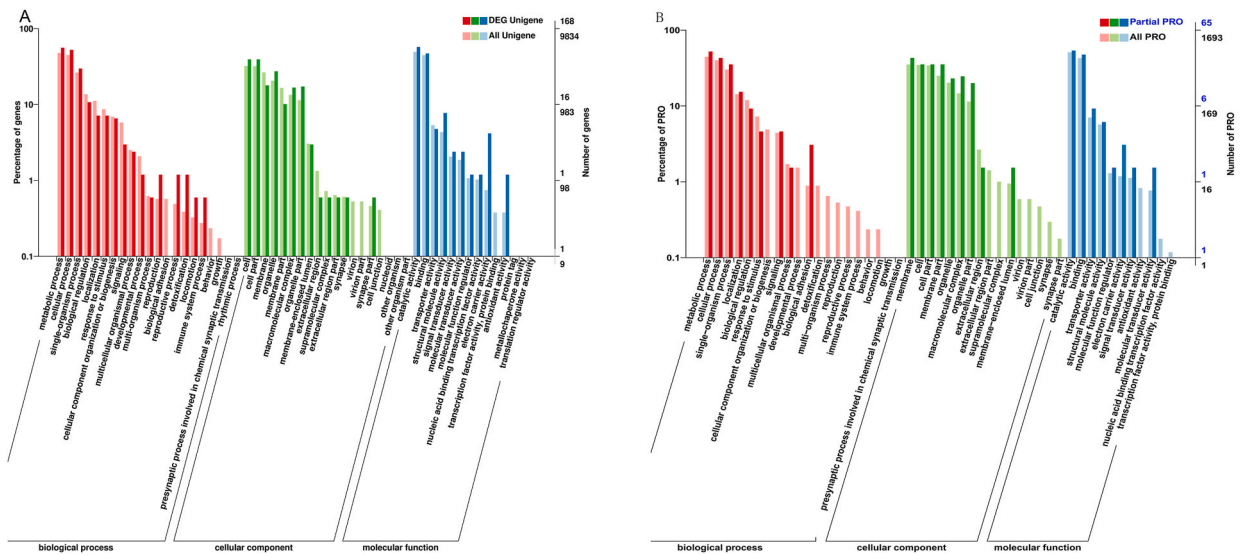 A
DEG Unigene
All Unigene
168
9834
100
10
1
0.1
Percentage of genes
16
983
1
98
1
9
Number of genes
metabolic process
cellular process
single-organism process
biological regulation
localization
response to stimulus
cellular component organization or biogenesis
signaling
multicellular organismal process
developmental process
multi-organism process
reproduction
biological adhesion
reproductive process
detoxification
locomotion
immune system process
behavior
growth
presynaptic process involved in chemical synaptic transmission
rhythmic process
cell
cell part
membrane
organelle
membrane part
macromolecular complex
organelle part
membrane-enclosed lumen
extracellular region
supramolecular complex
extracellular region part
synapse
virion
virion part
synapse part
cell junction
nucleoid
other organism
other organism part
catalytic activity
binding
transporter activity
structural molecule activity
signal transducer activity
molecular transducer activity
molecular function regulator
nucleic acid binding transcription factor activity
electron carrier activity
transcription factor activity, protein binding
antioxidant activity
protein tag
metallochaperone activity
translation regulator activity
biological process
cellular component
molecular function
B
Partial PRO
All PRO
65
1693
100
10
1
0.1
Percentage of PRO
6
169
1
16
1
1
Number of PRO
metabolic process
cellular process
single-organism process
localization
biological regulation
response to stimulus
cellular component organization or biogenesis
signaling
multicellular organismal process
developmental process
biological adhesion
detoxification
multi-organism process
reproduction
reproductive process
immune system process
behavior
locomotion
growth
presynaptic process involved in chemical synaptic transmission
membrane
cell
cell part
membrane part
organelle
macromolecular complex
organelle part
extracellular region
extracellular region part
supramolecular complex
membrane-enclosed lumen
virion
virion part
cell junction
synapse
synapse part
catalytic activity
binding
transporter activity
structural molecule activity
molecular function regulator
electron carrier activity
signal transducer activity
antioxidant activity
molecular transducer activity
nucleic acid binding transcription factor activity
transcription factor activity, protein binding
biological process
cellular component
molecular function